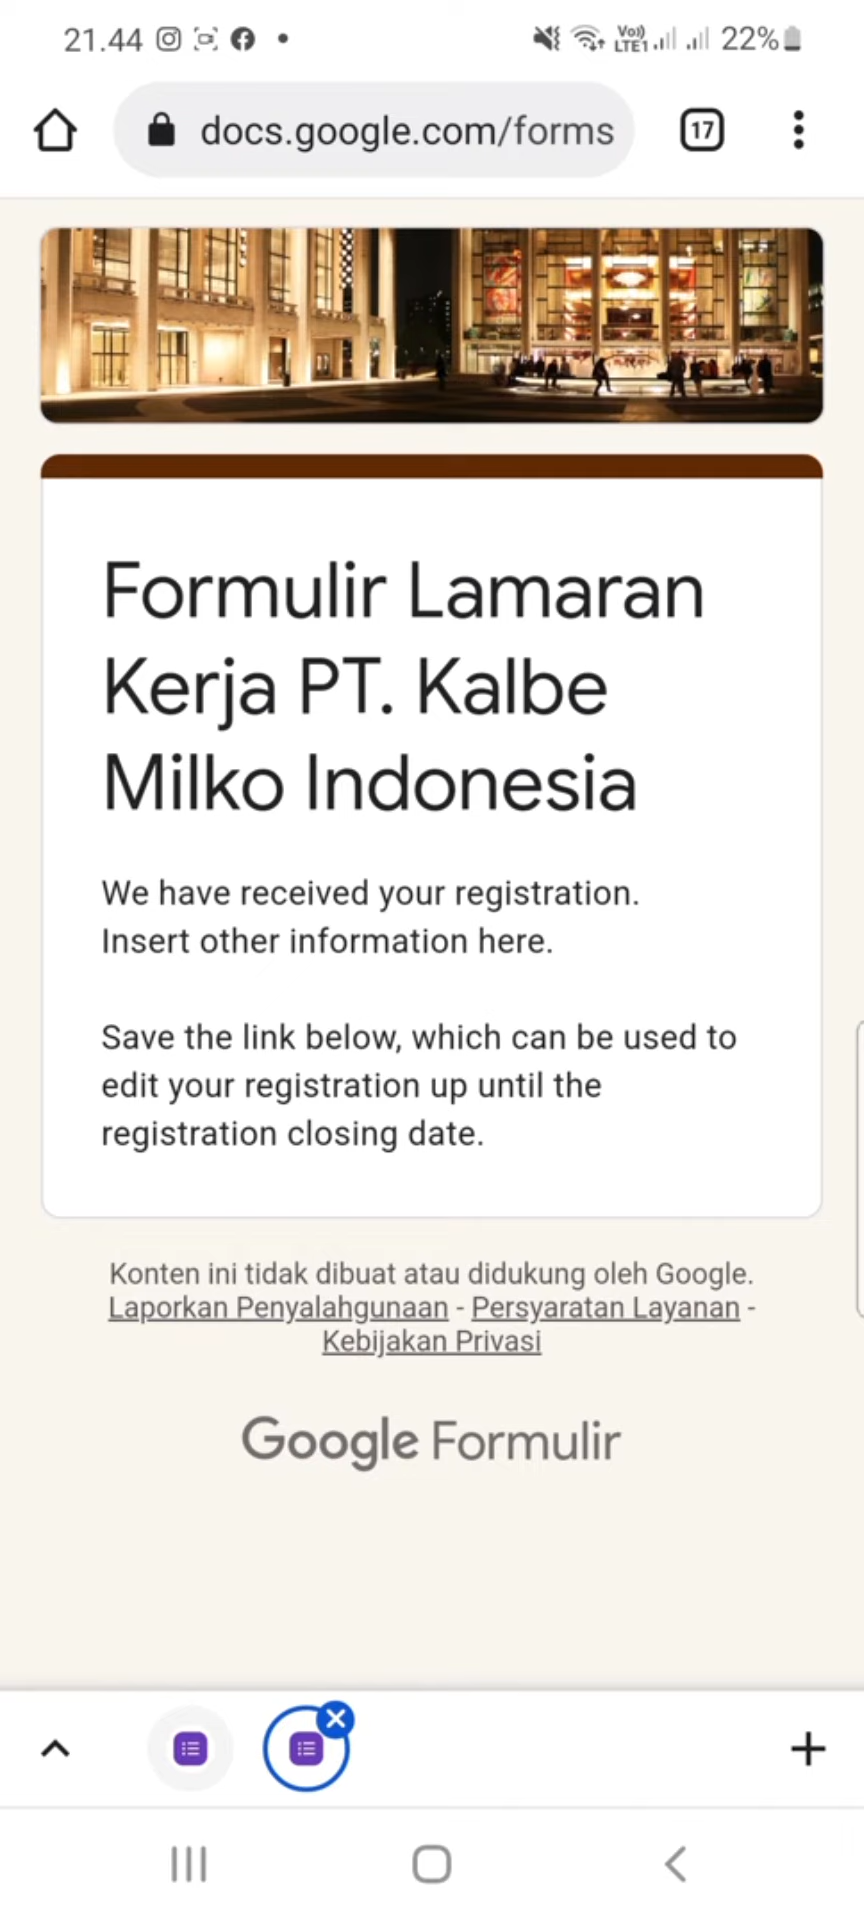 21.44
Vo))
LTE1
22%
docs.google.com/forms
17
Formulir Lamaran
Kerja PT. Kalbe
Milko Indonesia
We have received your registration.
Insert other information here.
Save the link below, which can be used to
edit your registration up until the
registration closing date.
Konten ini tidak dibuat atau didukung oleh Google.
Laporkan Penyalahgunaan - Persyaratan Layanan -
Kebijakan Privasi
Google Formulir